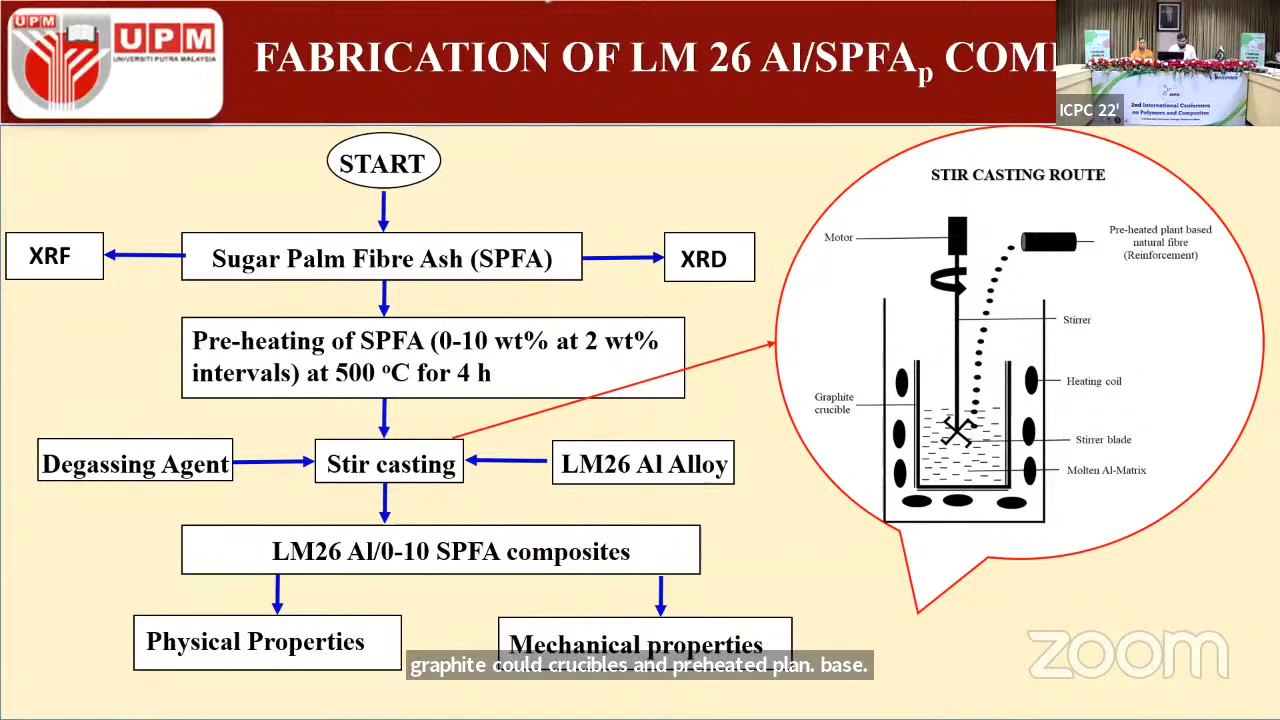 UPM
UPM
UNIVERSITI PUTRA MALAYSIA
FABRICATION OF LM 26 Al/SPFAp COM
ICPC 22'
2nd International Conference
on Polymers and Composites
START
XRF
Sugar Palm Fibre Ash (SPFA)
XRD
Pre-heating of SPFA (0-10 wt% at 2 wt%
intervals) at 500 ºC for 4 h
Degassing Agent
Stir casting
LM26 Al Alloy
LM26 Al/0-10 SPFA composites
Physical Properties
Mechanical properties
STIR CASTING ROUTE
Motor
Pre-heated plant based
natural fibre
(Reinforcement)
Stirrer
Graphite
crucible
Heating coil
Stirrer blade
Molten Al-Matrix
graphite could crucibles and preheated plan. base.
zoom